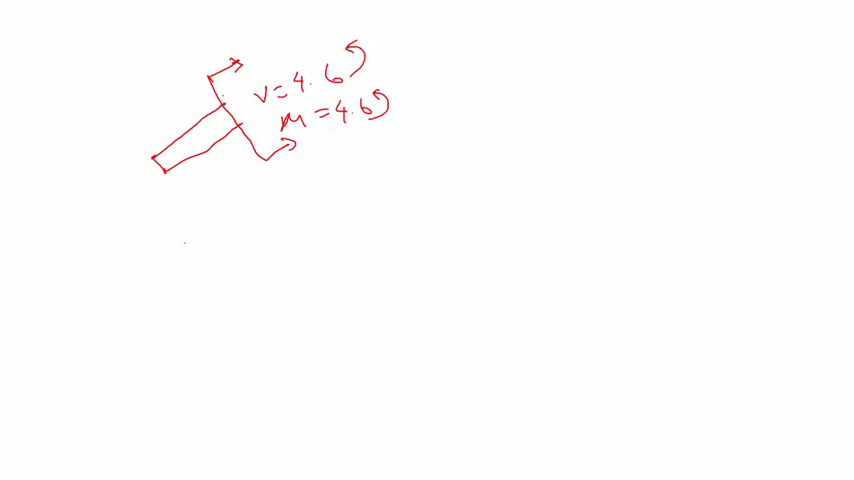 V = 4.6
M = 4.6